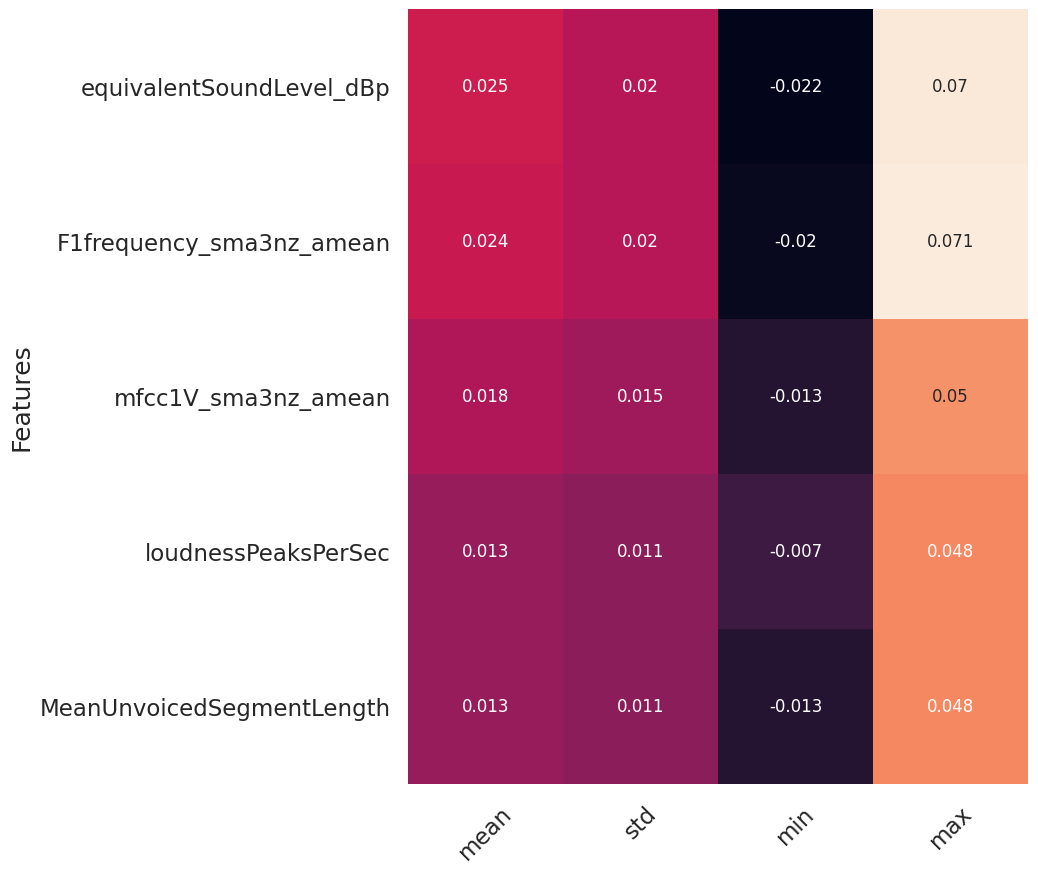 Features
equivalentSoundLevel_dBp 0.025 0.02 -0.022 0.07
F1frequency_sma3nz_amean 0.024 0.02 -0.02 0.071
mfcc1V_sma3nz_amean 0.018 0.015 -0.013 0.05
loudnessPeaksPerSec 0.013 0.011 -0.007 0.048
MeanUnvoicedSegmentLength 0.013 0.011 -0.013 0.048
mean std min max